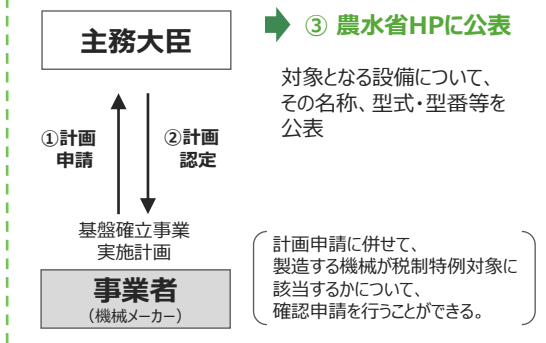 主務大臣
③ 農水省HPに公表
対象となる設備について、
その名称、型式・型番等を
公表
①計画
申請
②計画
認定
基盤確立事業
実施計画
事業者
（機械メーカー）
計画申請に併せて、
製造する機械が税制特例対象に
該当するかについて、
確認申請を行うことができる。